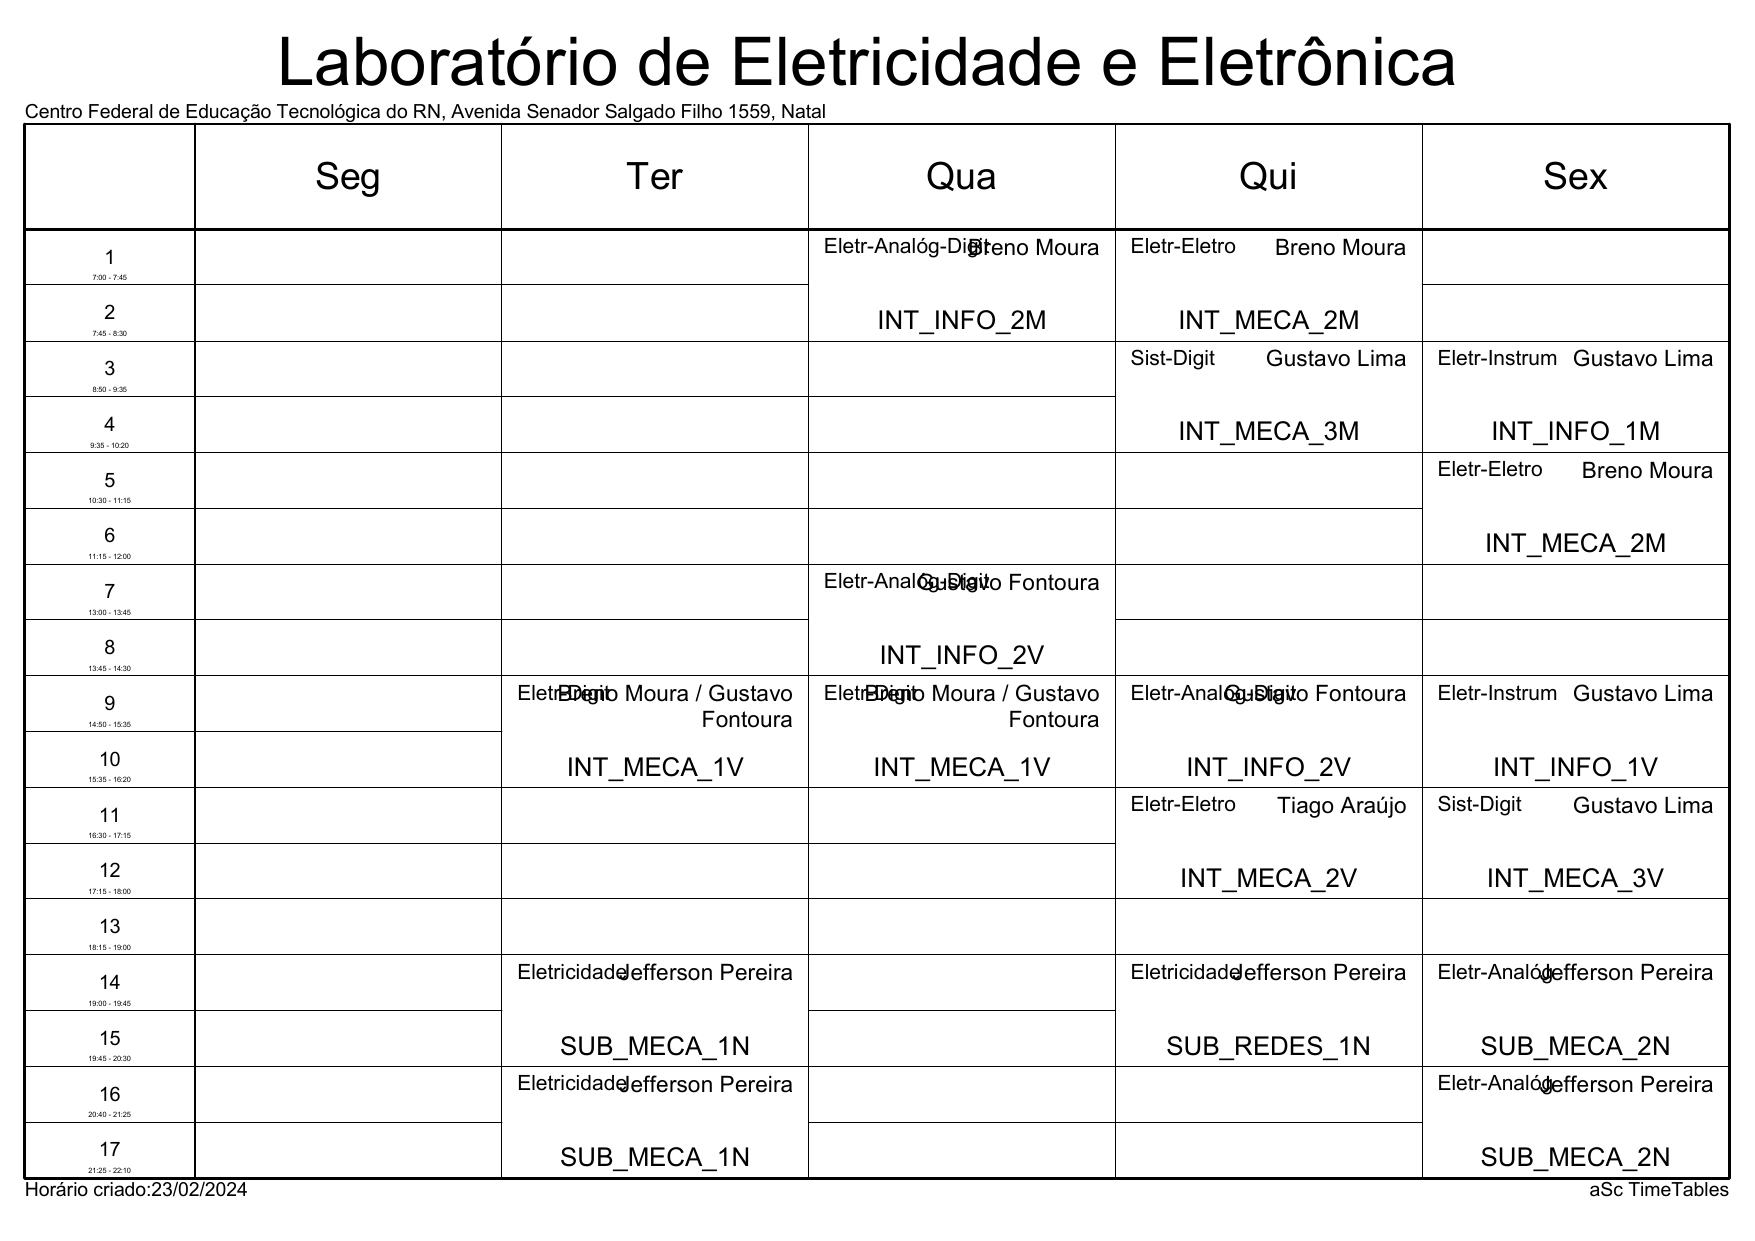 Laboratório de Eletricidade e Eletrônica
Centro Federal de Educação Tecnológica do RN, Avenida Senador Salgado Filho 1559, Natal
Seg Ter Qua Qui Sex
1
7:00 - 7:45
Eletr-Analóg-Digit Breno Moura
INT_INFO_2M
Eletr-Eletro Breno Moura
INT_MECA_2M
2
7:45 - 8:30
3
8:50 - 9:35
Sist-Digit Gustavo Lima
INT_MECA_3M
Eletr-Instrum Gustavo Lima
INT_INFO_1M
4
9:35 - 10:20
5
10:30 - 11:15
Eletr-Eletro Breno Moura
INT_MECA_2M
6
11:15 - 12:00
7
13:00 - 13:45
Eletr-Analóg-Digit Gustavo Fontoura
INT_INFO_2V
8
13:45 - 14:30
9
14:50 - 15:35
Eletr-Digit Breno Moura / Gustavo
Fontoura
INT_MECA_1V
Eletr-Digit Breno Moura / Gustavo
Fontoura
INT_MECA_1V
Eletr-Analóg-Digit Gustavo Fontoura
INT_INFO_2V
Eletr-Instrum Gustavo Lima
INT_INFO_1V
10
15:35 - 16:20
11
16:30 - 17:15
Eletr-Eletro Tiago Araújo
INT_MECA_2V
Sist-Digit Gustavo Lima
INT_MECA_3V
12
17:15 - 18:00
13
18:15 - 19:00
14
19:00 - 19:45
Eletricidade Jefferson Pereira
SUB_MECA_1N
Eletricidade Jefferson Pereira
SUB_REDES_1N
Eletr-Analóg Jefferson Pereira
SUB_MECA_2N
15
19:45 - 20:30
16
20:40 - 21:25
Eletricidade Jefferson Pereira
SUB_MECA_1N
Eletr-Analóg Jefferson Pereira
SUB_MECA_2N
17
21:25 - 22:10
Horário criado:23/02/2024 aSc TimeTables